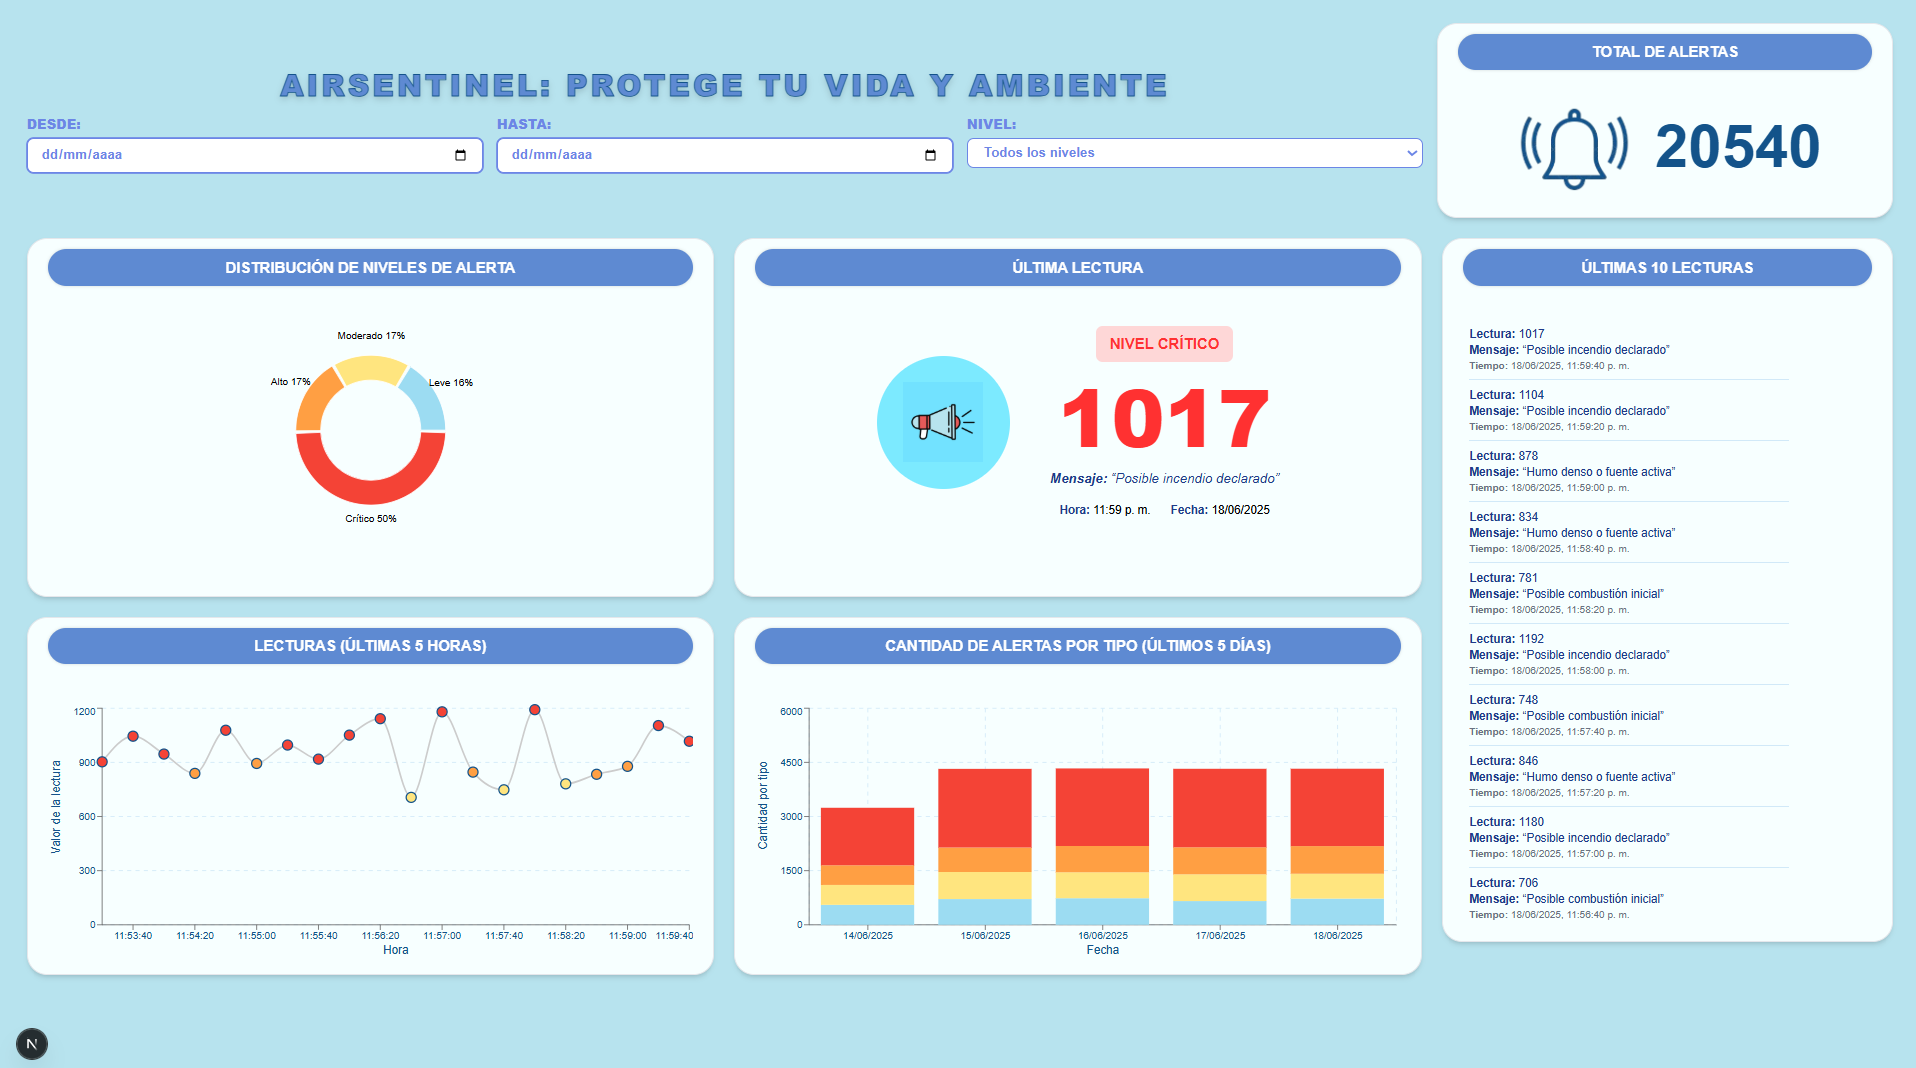 AIRSENTINEL: PROTEGE TU VIDA Y AMBIENTE
DESDE:
dd/mm/aaaa
HASTA:
dd/mm/aaaa
NIVEL:
Todos los niveles
TOTAL DE ALERTAS
20540
DISTRIBUCIÓN DE NIVELES DE ALERTA
Moderado 17%
Alto 17%
Leve 16%
Crítico 50%
ÚLTIMA LECTURA
NIVEL CRÍTICO
1017
Mensaje: “Posible incendio declarado”
Hora: 11:59 p. m. Fecha: 18/06/2025
ÚLTIMAS 10 LECTURAS
Lectura: 1017
Mensaje: “Posible incendio declarado”
Tiempo: 18/06/2025, 11:59:40 p. m.
Lectura: 1104
Mensaje: “Posible incendio declarado”
Tiempo: 18/06/2025, 11:59:20 p. m.
Lectura: 878
Mensaje: “Humo denso o fuente activa”
Tiempo: 18/06/2025, 11:59:00 p. m.
Lectura: 834
Mensaje: “Humo denso o fuente activa”
Tiempo: 18/06/2025, 11:58:40 p. m.
Lectura: 781
Mensaje: “Posible combustión inicial”
Tiempo: 18/06/2025, 11:58:20 p. m.
Lectura: 1192
Mensaje: “Posible incendio declarado”
Tiempo: 18/06/2025, 11:58:00 p. m.
Lectura: 748
Mensaje: “Posible combustión inicial”
Tiempo: 18/06/2025, 11:57:40 p. m.
Lectura: 846
Mensaje: “Humo denso o fuente activa”
Tiempo: 18/06/2025, 11:57:20 p. m.
Lectura: 1180
Mensaje: “Posible incendio declarado”
Tiempo: 18/06/2025, 11:57:00 p. m.
Lectura: 706
Mensaje: “Posible combustión inicial”
Tiempo: 18/06/2025, 11:56:40 p. m.
LECTURAS (ÚLTIMAS 5 HORAS)
1200
900
600
300
0
Valor de la lectura
11:53:40 11:54:20 11:55:00 11:55:40 11:56:20 11:57:00 11:57:40 11:58:20 11:59:00 11:59:40
Hora
CANTIDAD DE ALERTAS POR TIPO (ÚLTIMOS 5 DÍAS)
6000
4500
3000
1500
0
Cantidad por tipo
14/06/2025 15/06/2025 16/06/2025 17/06/2025 18/06/2025
Fecha
N